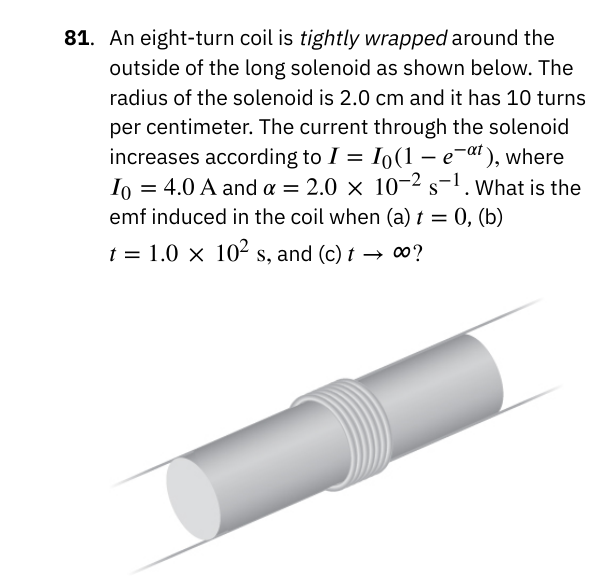 81. An eight-turn coil is tightly wrapped around the
outside of the long solenoid as shown below. The
radius of the solenoid is 2.0 cm and it has 10 turns
per centimeter. The current through the solenoid
increases according to I = I₀(1 − e^−αt), where
I₀ = 4.0 A and α = 2.0 × 10⁻² s⁻¹. What is the
emf induced in the coil when (a) t = 0, (b)
t = 1.0 × 10² s, and (c) t → ∞?